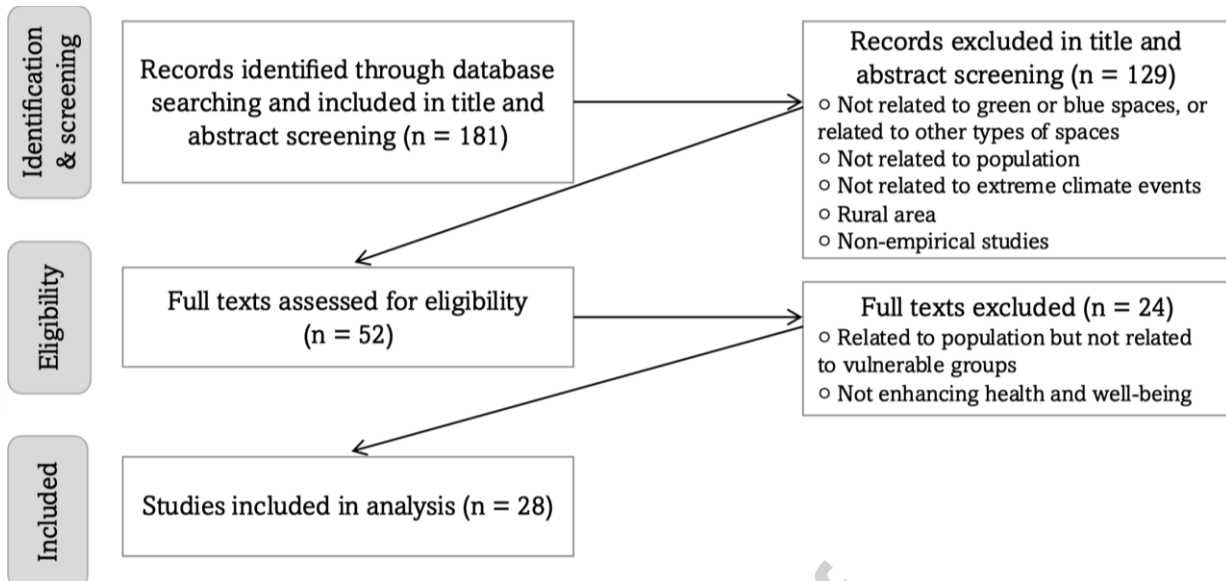 Identification
& screening
Records identified through database
searching and included in title and
abstract screening (n = 181)
Records excluded in title and
abstract screening (n = 129)
○ Not related to green or blue spaces, or
related to other types of spaces
○ Not related to population
○ Not related to extreme climate events
○ Rural area
○ Non-empirical studies
Eligibility
Full texts assessed for eligibility
(n = 52)
Full texts excluded (n = 24)
○ Related to population but not related
to vulnerable groups
○ Not enhancing health and well-being
Included
Studies included in analysis (n = 28)